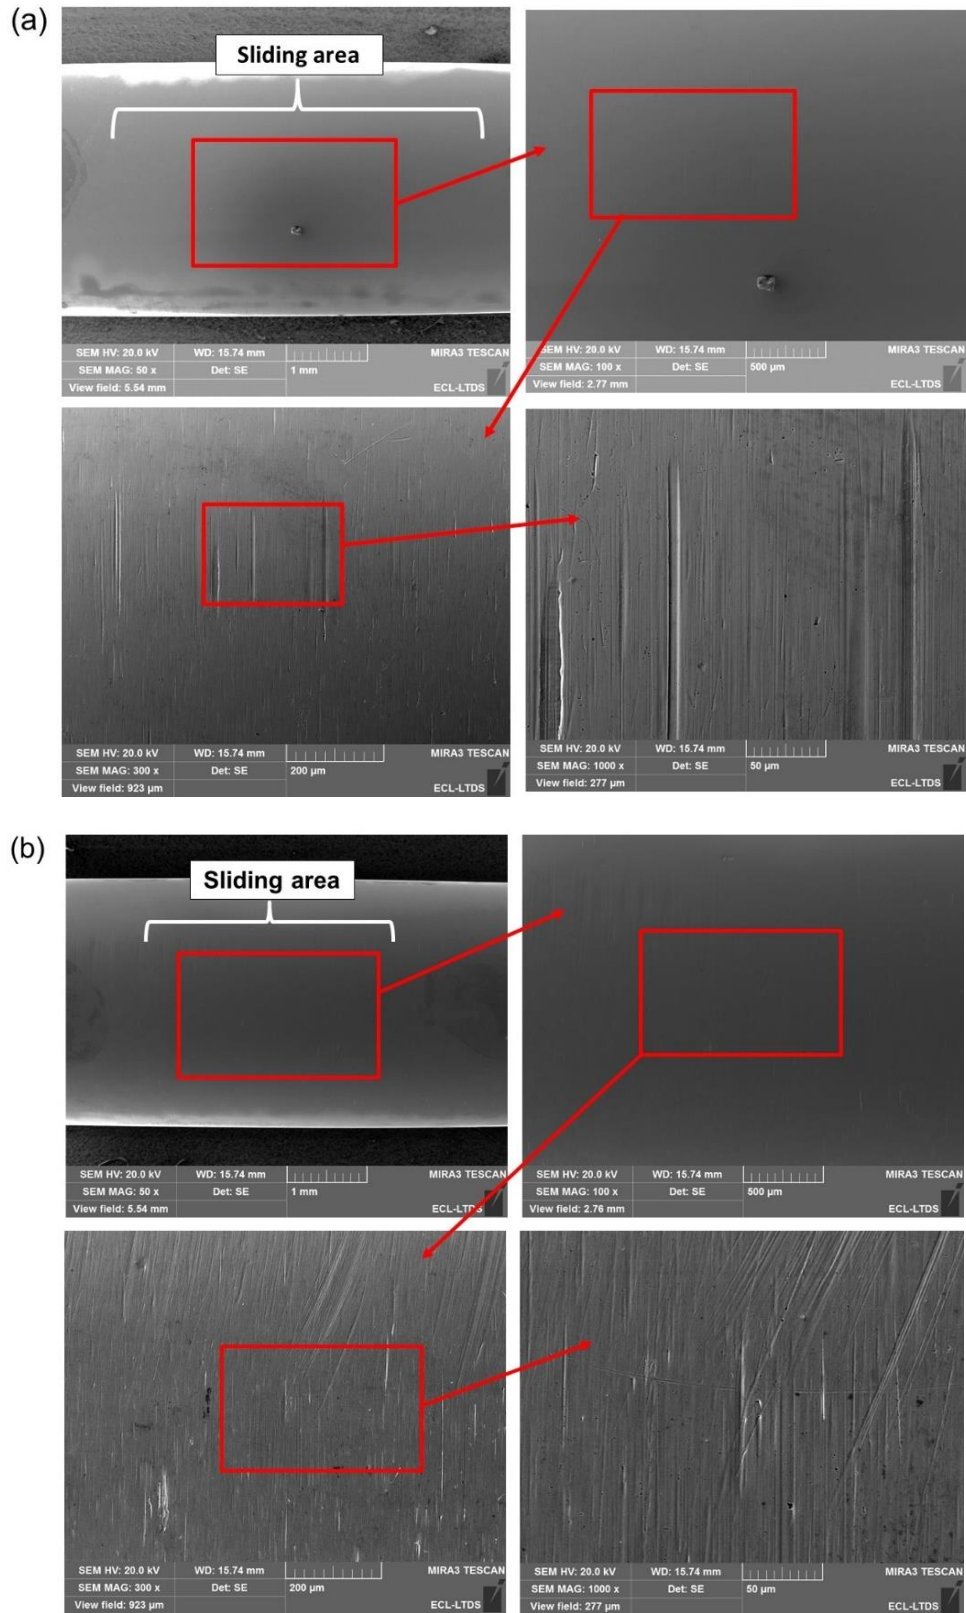 (a)
Sliding area
SEM HV: 20.0 kV WD: 15.74 mm MIRA3 TESCAN
SEM MAG: 50 x Det: SE 1 mm
View field: 5.54 mm ECL-LTDS
SEM HV: 20.0 kV WD: 15.74 mm MIRA3 TESCAN
SEM MAG: 100 x Det: SE 500 µm
View field: 2.77 mm ECL-LTDS
SEM HV: 20.0 kV WD: 15.74 mm MIRA3 TESCAN
SEM MAG: 300 x Det: SE 200 µm
View field: 923 µm ECL-LTDS
SEM HV: 20.0 kV WD: 15.74 mm MIRA3 TESCAN
SEM MAG: 1000 x Det: SE 50 µm
View field: 277 µm ECL-LTDS
(b)
Sliding area
SEM HV: 20.0 kV WD: 15.74 mm MIRA3 TESCAN
SEM MAG: 50 x Det: SE 1 mm
View field: 5.54 mm ECL-LTDS
SEM HV: 20.0 kV WD: 15.74 mm MIRA3 TESCAN
SEM MAG: 100 x Det: SE 500 µm
View field: 2.76 mm ECL-LTDS
SEM HV: 20.0 kV WD: 15.74 mm MIRA3 TESCAN
SEM MAG: 300 x Det: SE 200 µm
View field: 923 µm ECL-LTDS
SEM HV: 20.0 kV WD: 15.74 mm MIRA3 TESCAN
SEM MAG: 1000 x Det: SE 50 µm
View field: 277 µm ECL-LTDS